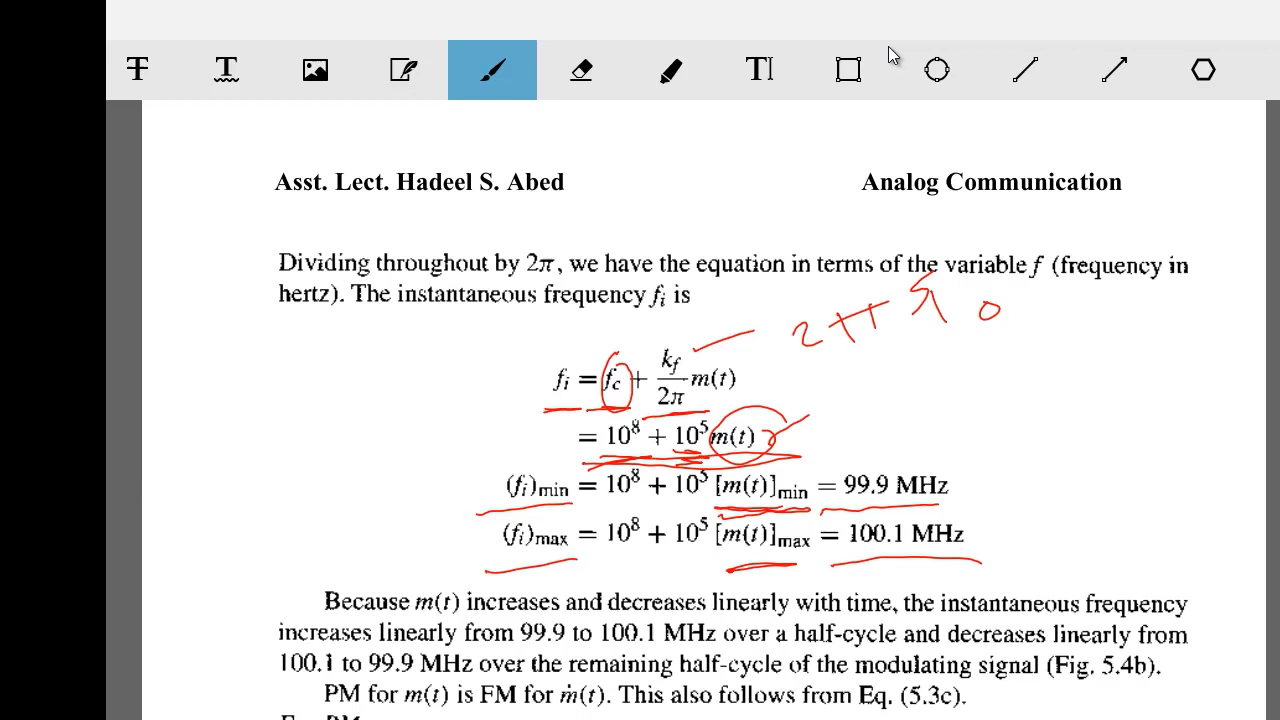 Asst. Lect. Hadeel S. Abed Analog Communication
Dividing throughout by 2π, we have the equation in terms of the variable f (frequency in
hertz). The instantaneous frequency fᵢ is
2π
fᵢ = f_c + k_f/2π m(t)
= 10⁸ + 10⁵ m(t)
(fᵢ)min = 10⁸ + 10⁵ [m(t)]min = 99.9 MHz
(fᵢ)max = 10⁸ + 10⁵ [m(t)]max = 100.1 MHz
Because m(t) increases and decreases linearly with time, the instantaneous frequency
increases linearly from 99.9 to 100.1 MHz over a half-cycle and decreases linearly from
100.1 to 99.9 MHz over the remaining half-cycle of the modulating signal (Fig. 5.4b).
PM for m(t) is FM for ṁ(t). This also follows from Eq. (5.3c).